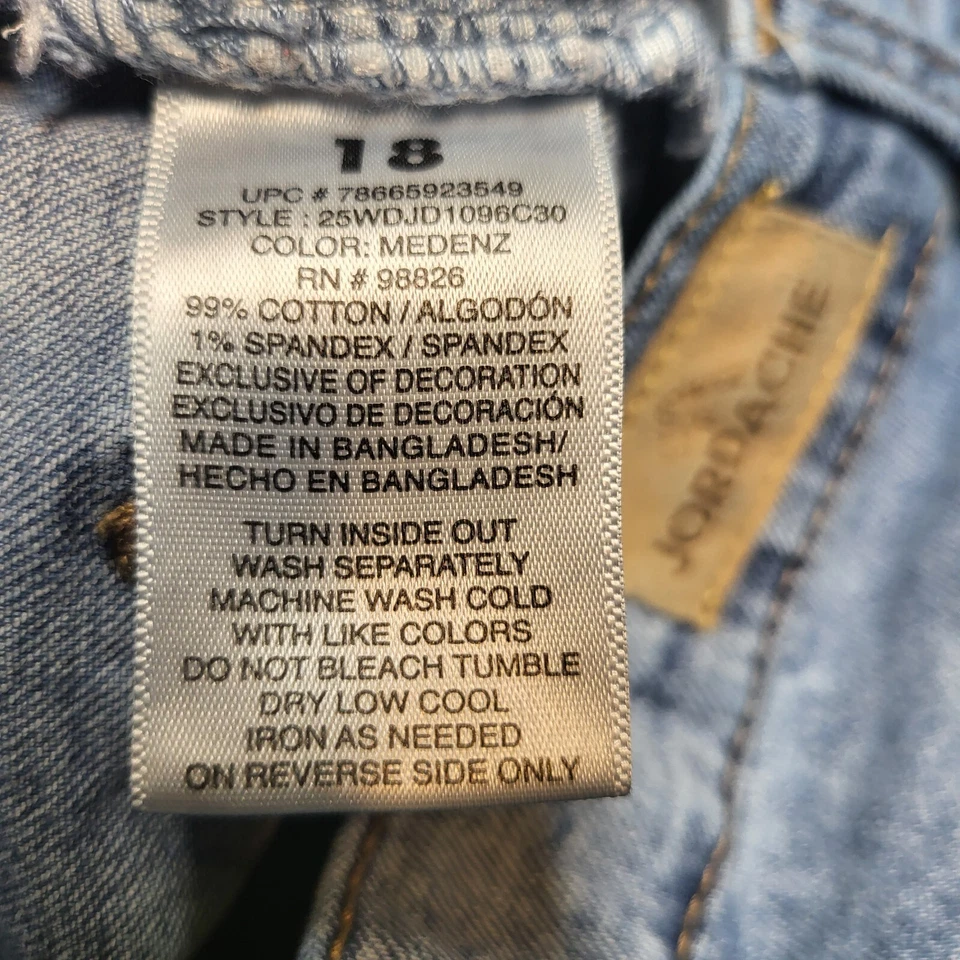 18
UPC # 78665923549
STYLE : 25WDJD1096C30
COLOR: MEDENZ
RN # 98826
99% COTTON / ALGODÓN
1% SPANDEX / SPANDEX
EXCLUSIVE OF DECORATION
EXCLUSIVO DE DECORACIÓN
MADE IN BANGLADESH/
HECHO EN BANGLADESH
TURN INSIDE OUT
WASH SEPARATELY
MACHINE WASH COLD
WITH LIKE COLORS
DO NOT BLEACH TUMBLE
DRY LOW COOL
IRON AS NEEDED
ON REVERSE SIDE ONLY
JORDACHE